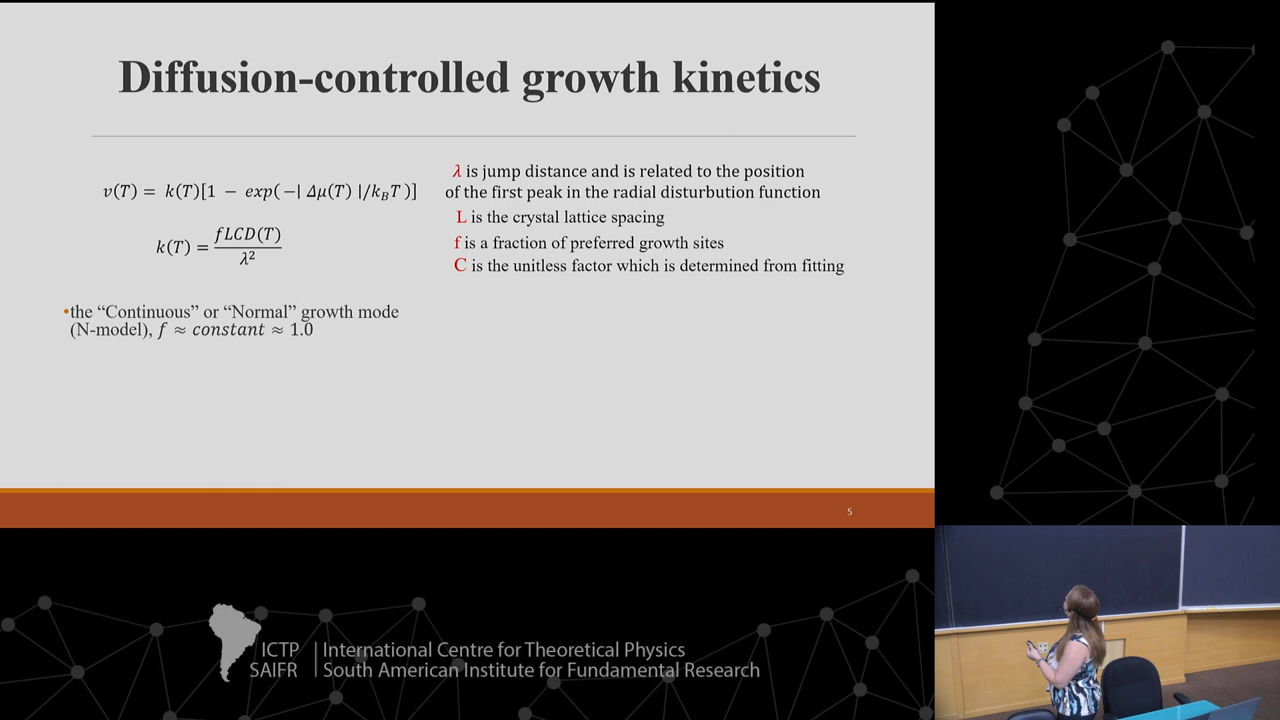 Diffusion-controlled growth kinetics
v(T) = k(T)[1 − exp(−| Δμ(T) |/k_BT)]
k(T) = fLCD(T) / λ²
•the “Continuous” or “Normal” growth mode
(N-model), f ≈ constant ≈ 1.0
λ is jump distance and is related to the position
of the first peak in the radial disturbution function
L is the crystal lattice spacing
f is a fraction of preferred growth sites
C is the unitless factor which is determined from fitting
5
ICTP
SAIFR
International Centre for Theoretical Physics
South American Institute for Fundamental Research